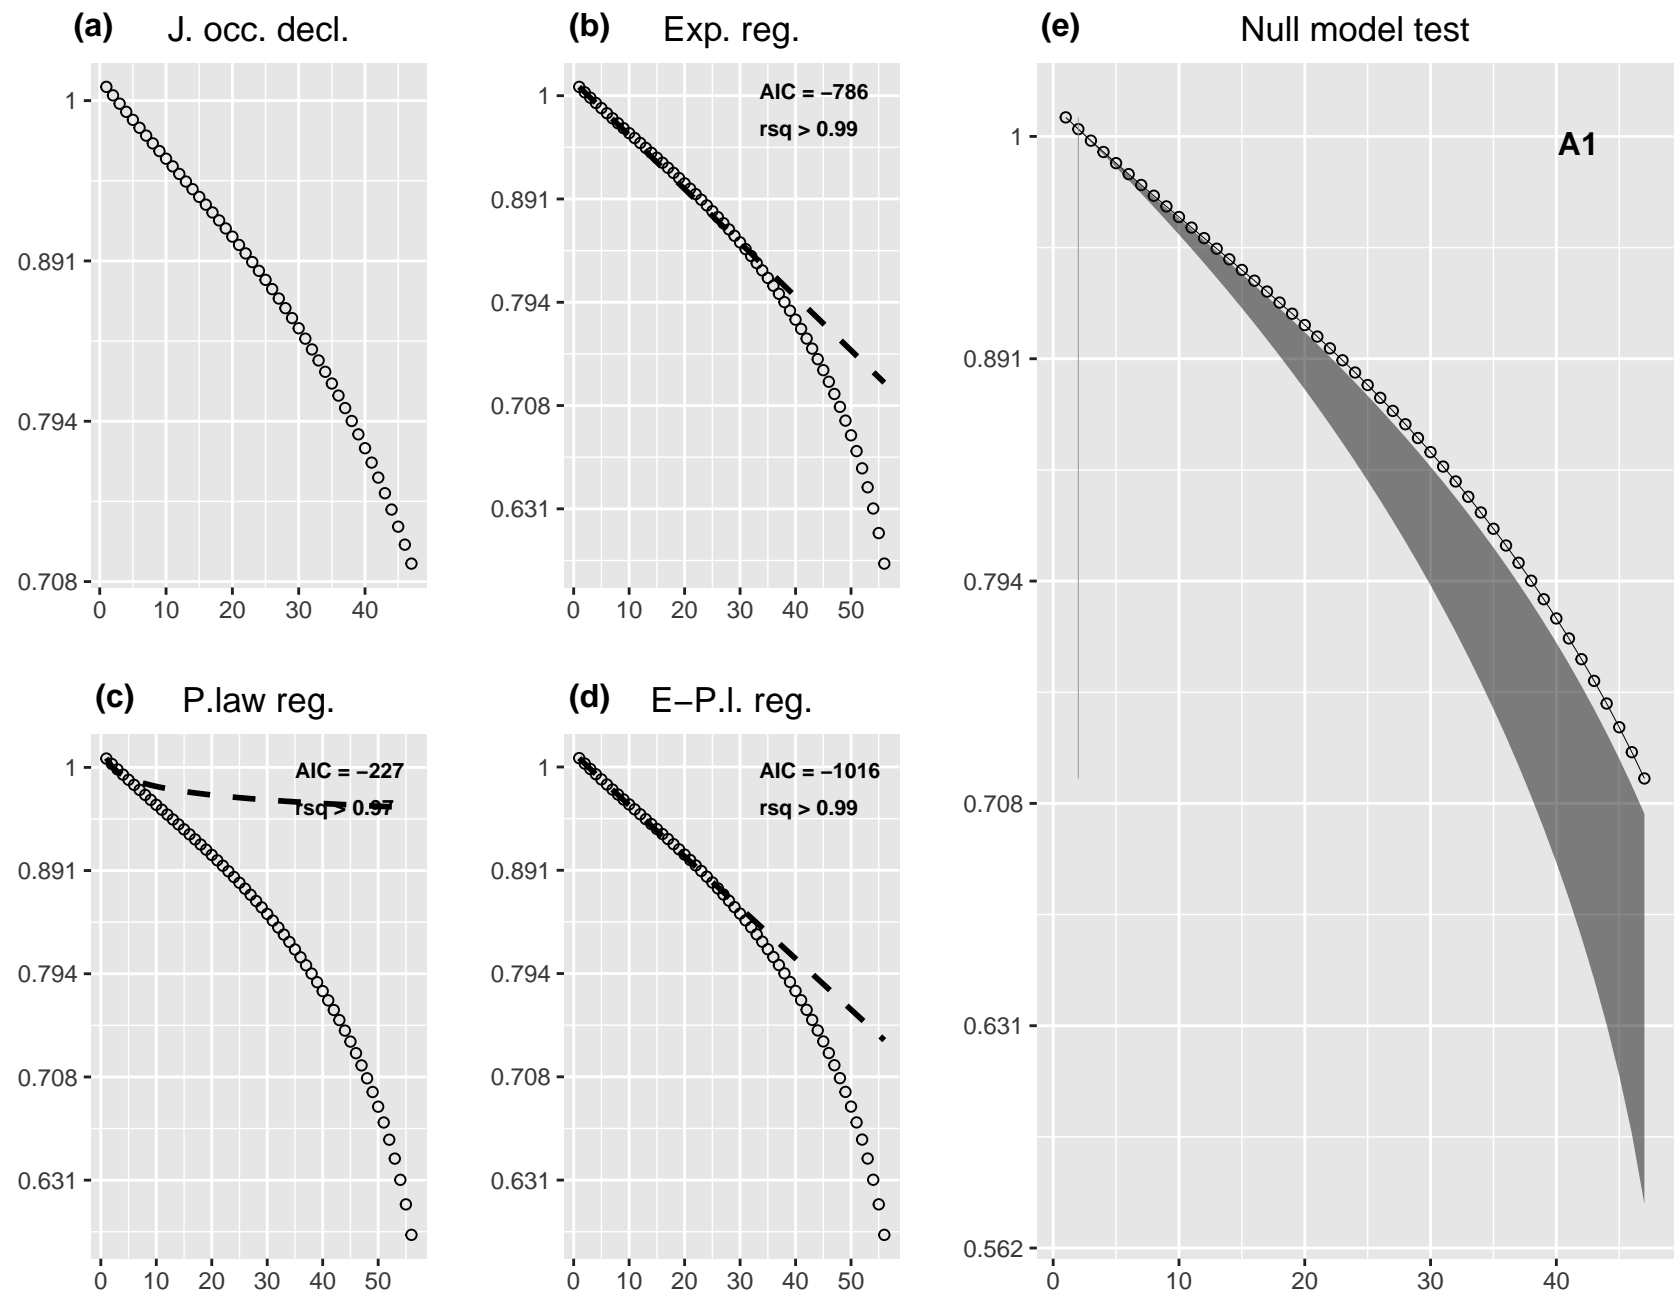 (a) J. occ. decl.
1
0.891
0.794
0.708
0 10 20 30 40
(b) Exp. reg.
AIC = −786
rsq > 0.99
1
0.891
0.794
0.708
0.631
0 10 20 30 40 50
(c) P.law reg.
AIC = −227
rsq > 0.97
1
0.891
0.794
0.708
0.631
0 10 20 30 40 50
(d) E−P.l. reg.
AIC = −1016
rsq > 0.99
1
0.891
0.794
0.708
0.631
0 10 20 30 40 50
(e) Null model test
A1
1
0.891
0.794
0.708
0.631
0.562
0 10 20 30 40